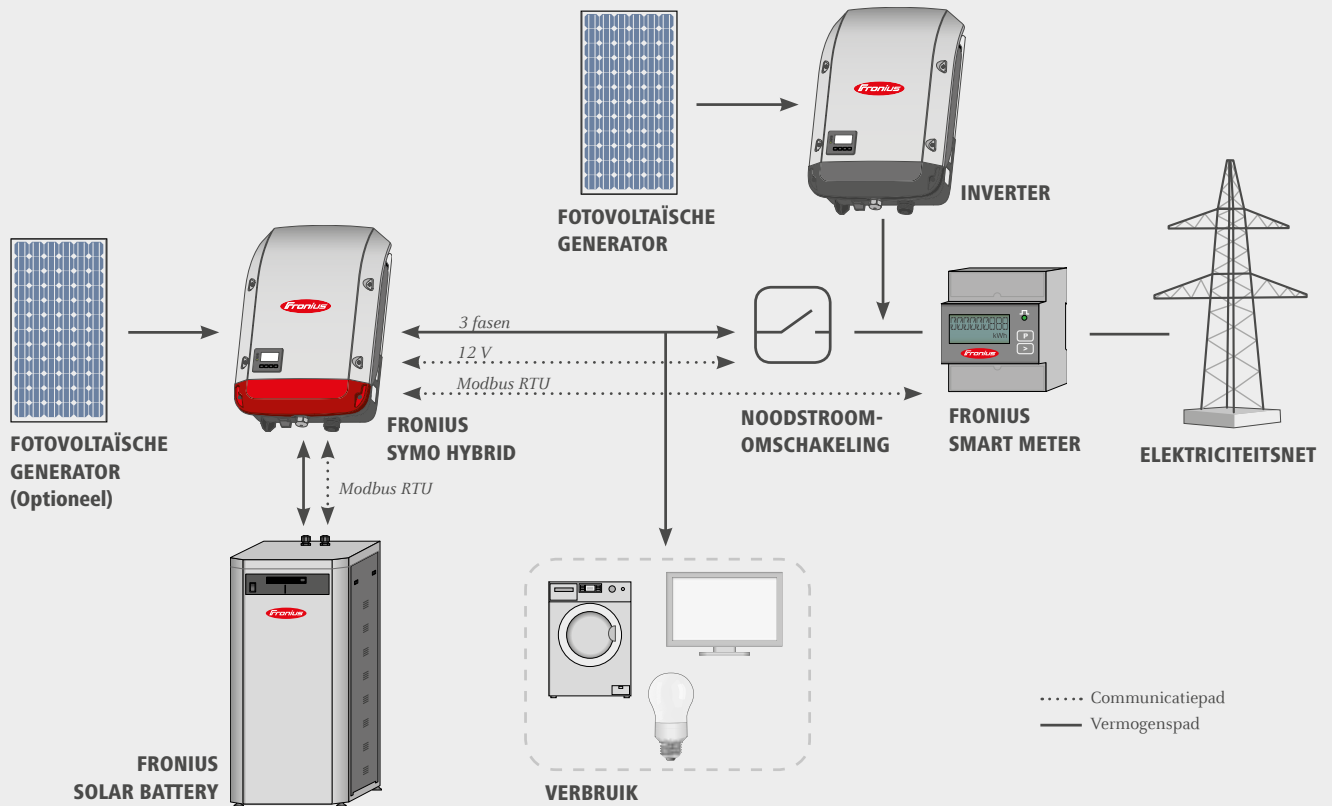 Fronius
FOTOVOLTAÏSCHE
GENERATOR
INVERTER
FOTOVOLTAÏSCHE
GENERATOR
(Optioneel)
Fronius
FRONIUS
SYMO HYBRID
3 fasen
12 V
Modbus RTU
NOODSTROOM-
OMSCHAKELING
kWh
P
>
Fronius
FRONIUS
SMART METER
ELEKTRICITEITSNET
Modbus RTU
Fronius
FRONIUS
SOLAR BATTERY
VERBRUIK
Communicatiepad
Vermogenspad